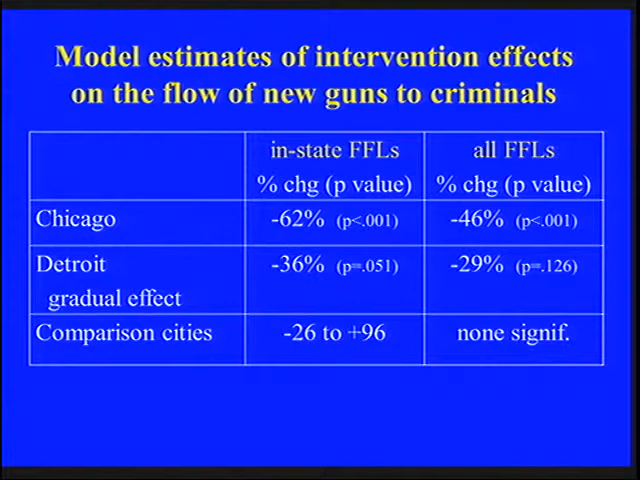 Model estimates of intervention effects
on the flow of new guns to criminals
in-state FFLs
% chg (p value)
all FFLs
% chg (p value)
Chicago
-62% (p<.001)
-46% (p<.001)
Detroit
gradual effect
-36% (p=.051)
-29% (p=.126)
Comparison cities
-26 to +96
none signif.